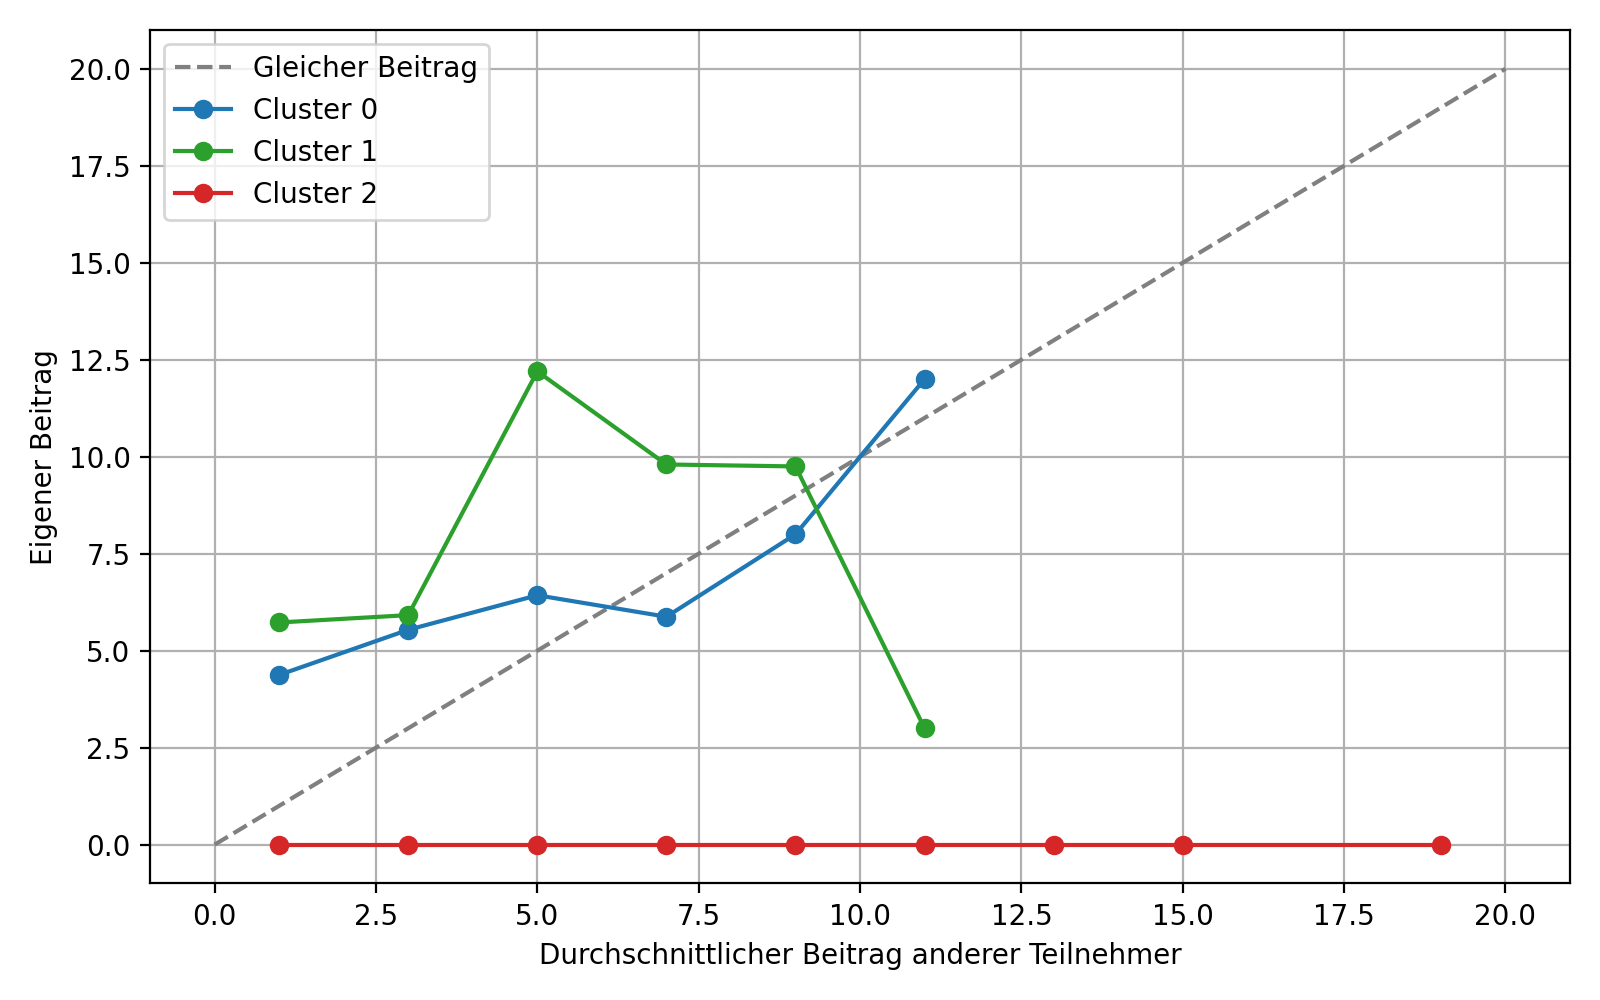 Gleicher Beitrag
Cluster 0
Cluster 1
Cluster 2
20.0
17.5
15.0
12.5
10.0
7.5
5.0
2.5
0.0
Eigener Beitrag
0.0 2.5 5.0 7.5 10.0 12.5 15.0 17.5 20.0
Durchschnittlicher Beitrag anderer Teilnehmer